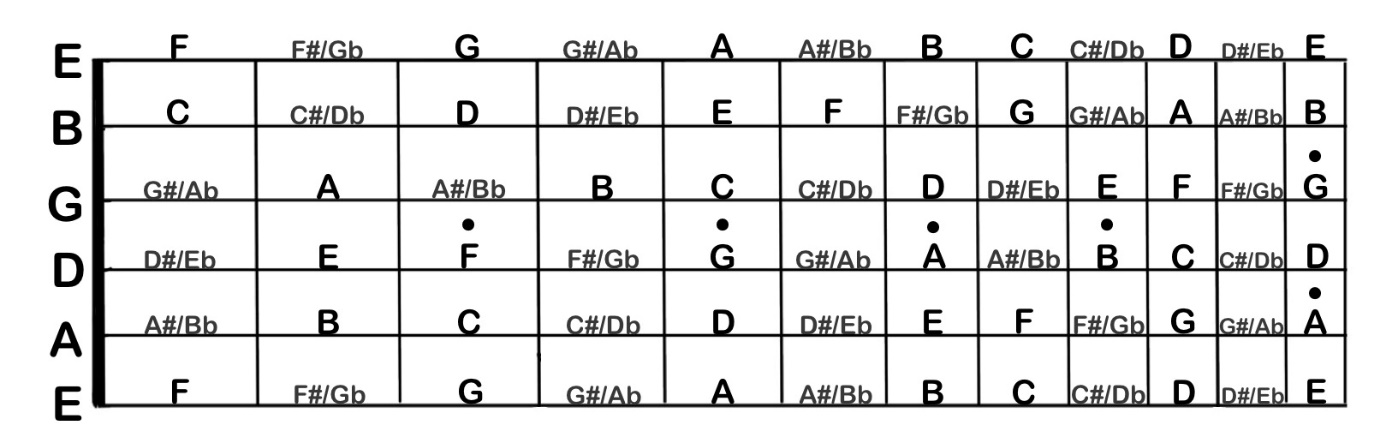 E F F#/Gb G G#/Ab A A#/Bb B C C#/Db D D#/Eb E
B C C#/Db D D#/Eb E F F#/Gb G G#/Ab A A#/Bb B
G G#/Ab A A#/Bb B C C#/Db D D#/Eb E F F#/Gb G
D D#/Eb E F F#/Gb G G#/Ab A A#/Bb B C C#/Db D
A A#/Bb B C C#/Db D D#/Eb E F F#/Gb G G#/Ab A
E F F#/Gb G G#/Ab A A#/Bb B C C#/Db D D#/Eb E